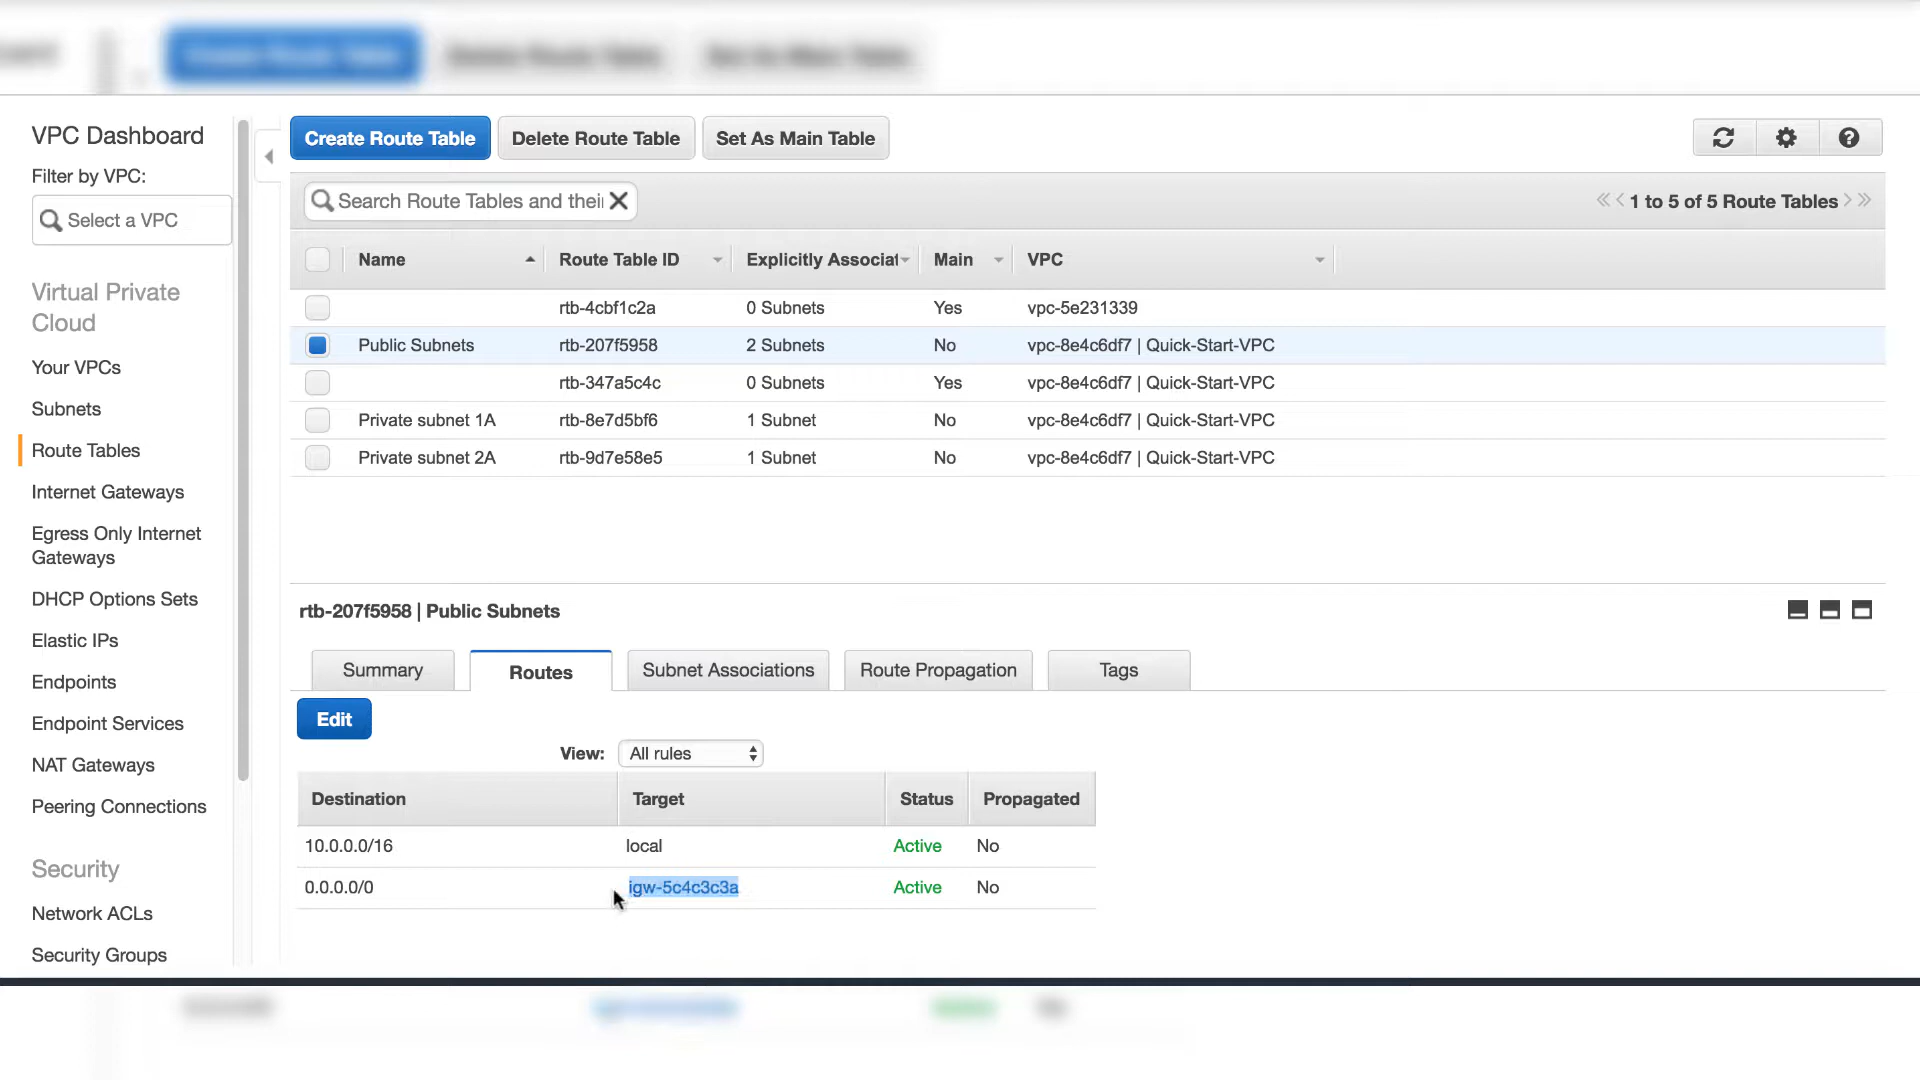 VPC Dashboard
Filter by VPC:
Select a VPC
Virtual Private
Cloud
Your VPCs
Subnets
Route Tables
Internet Gateways
Egress Only Internet
Gateways
DHCP Options Sets
Elastic IPs
Endpoints
Endpoint Services
NAT Gateways
Peering Connections
Security
Network ACLs
Security Groups
Create Route Table Delete Route Table Set As Main Table
Search Route Tables and thei 1 to 5 of 5 Route Tables
Name Route Table ID Explicitly Associat Main VPC
rtb-4cbf1c2a 0 Subnets Yes vpc-5e231339
Public Subnets rtb-207f5958 2 Subnets No vpc-8e4c6df7 | Quick-Start-VPC
rtb-347a5c4c 0 Subnets Yes vpc-8e4c6df7 | Quick-Start-VPC
Private subnet 1A rtb-8e7d5bf6 1 Subnet No vpc-8e4c6df7 | Quick-Start-VPC
Private subnet 2A rtb-9d7e58e5 1 Subnet No vpc-8e4c6df7 | Quick-Start-VPC
rtb-207f5958 | Public Subnets
Summary Routes Subnet Associations Route Propagation Tags
Edit
View: All rules
Destination Target Status Propagated
10.0.0.0/16 local Active No
0.0.0.0/0 igw-5c4c3c3a Active No